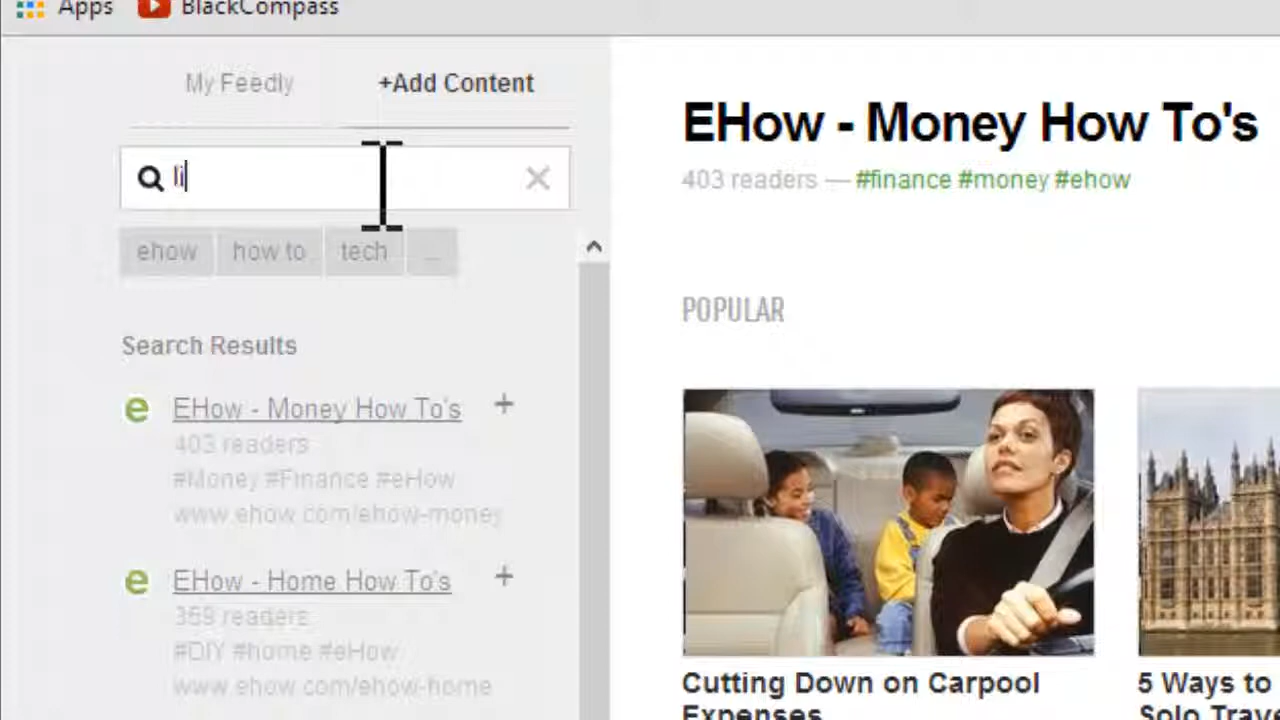 Apps BlackCompass
My Feedly +Add Content
li
ehow how to tech ...
Search Results
EHow - Money How To's +
403 readers
#Money #Finance #eHow
www.ehow.com/ehow-money
EHow - Home How To's +
359 readers
#DIY #home #eHow
www.ehow.com/ehow-home
EHow - Money How To's
403 readers — #finance #money #ehow
POPULAR
Cutting Down on Carpool
Expenses
5 Ways to
Solo Trave